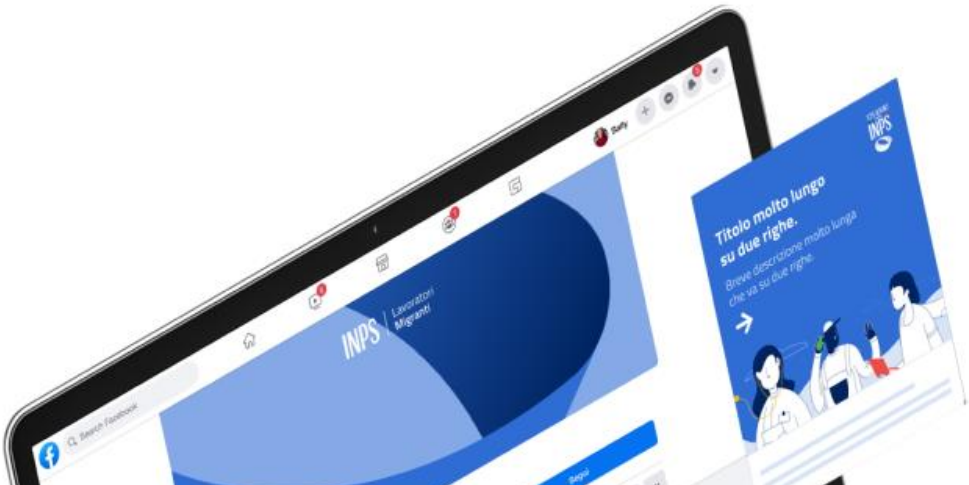 Search Facebook
Steffy
INPS
Lavoratori
Migranti
Segui
INPS
Titolo molto lungo
su due righe.
Breve descrizione molto lunga
che va su due righe.